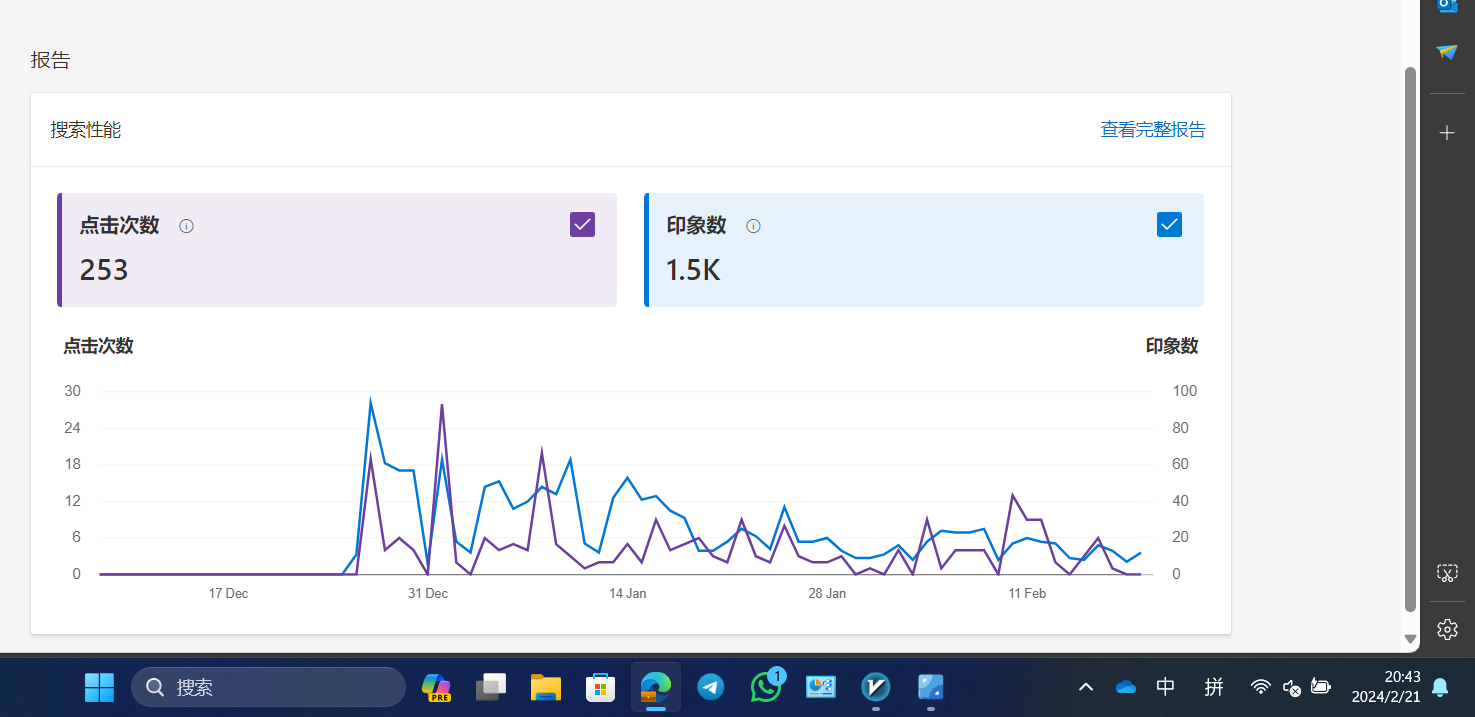 报告
搜索性能
查看完整报告
点击次数
253
印象数
1.5K
点击次数
印象数
30
100
24
80
18
60
12
40
6
20
0
0
17 Dec
31 Dec
14 Jan
28 Jan
11 Feb
搜索
PRE
1
中
拼
20:43
2024/2/21